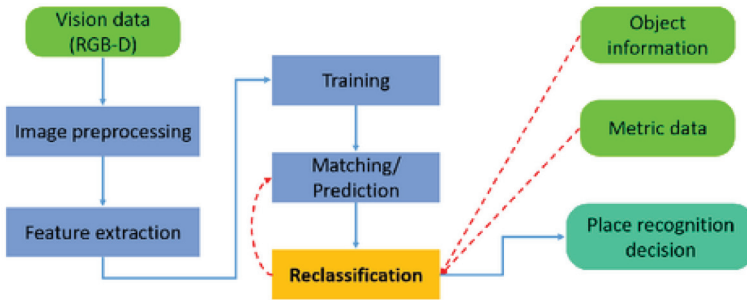 Vision data
(RGB-D)
Image preprocessing
Feature extraction
Training
Matching/
Prediction
Reclassification
Object
information
Metric data
Place recognition
decision